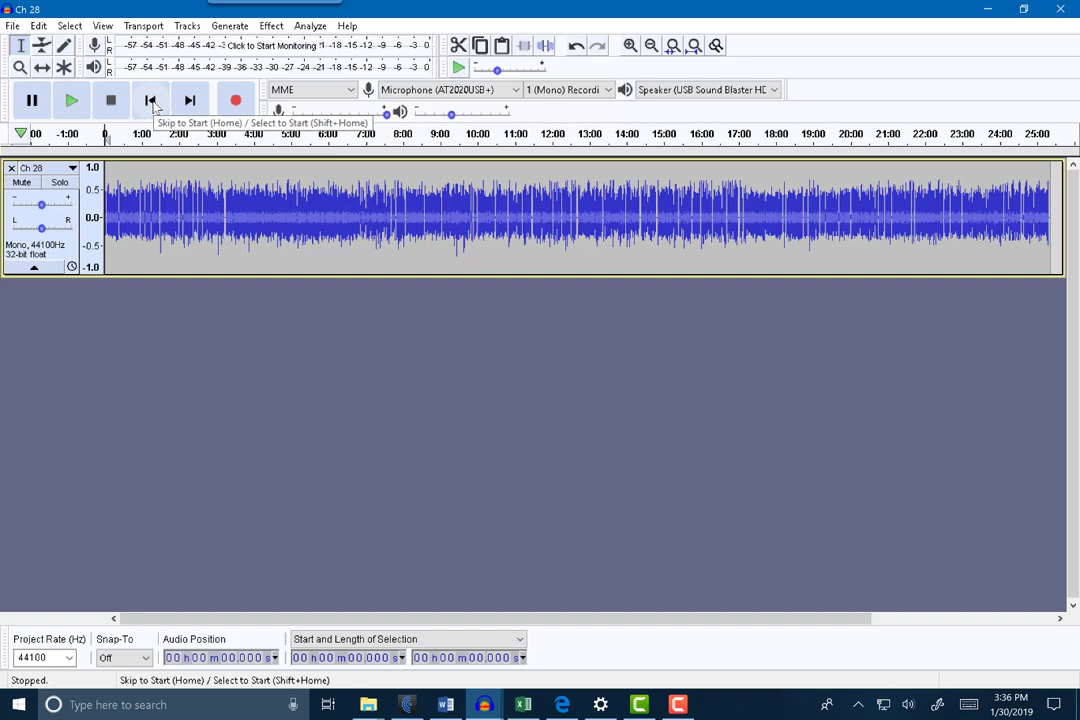 Ch 28
File Edit Select View Transport Tracks Generate Effect Analyze Help
L R -57 -54 -51 -48 -45 -42 -3 Click to Start Monitoring !1 -18 -15 -12 -9 -6 -3 0
L R -57 -54 -51 -48 -45 -42 -39 -36 -33 -30 -27 -24 -21 -18 -15 -12 -9 -6 -3 0
- +
MME Microphone (AT2020USB+) 1 (Mono) Recordi Speaker (USB Sound Blaster HD
- + - +
Skip to Start (Home) / Select to Start (Shift+Home)
00 -1:00 0 1:00 2:00 3:00 4:00 5:00 6:00 7:00 8:00 9:00 10:00 11:00 12:00 13:00 14:00 15:00 16:00 17:00 18:00 19:00 20:00 21:00 22:00 23:00 24:00 25:00
Ch 28 1.0
Mute Solo 0.5
- +
L R 0.0
Mono, 44100Hz -0.5
32-bit float
-1.0
Project Rate (Hz) Snap-To Audio Position Start and Length of Selection
44100 Off 00 h 00 m 00.000 s 00 h 00 m 00.000 s 00 h 00 m 00.000 s
Stopped. Skip to Start (Home) / Select to Start (Shift+Home)
Type here to search
3:36 PM
1/30/2019